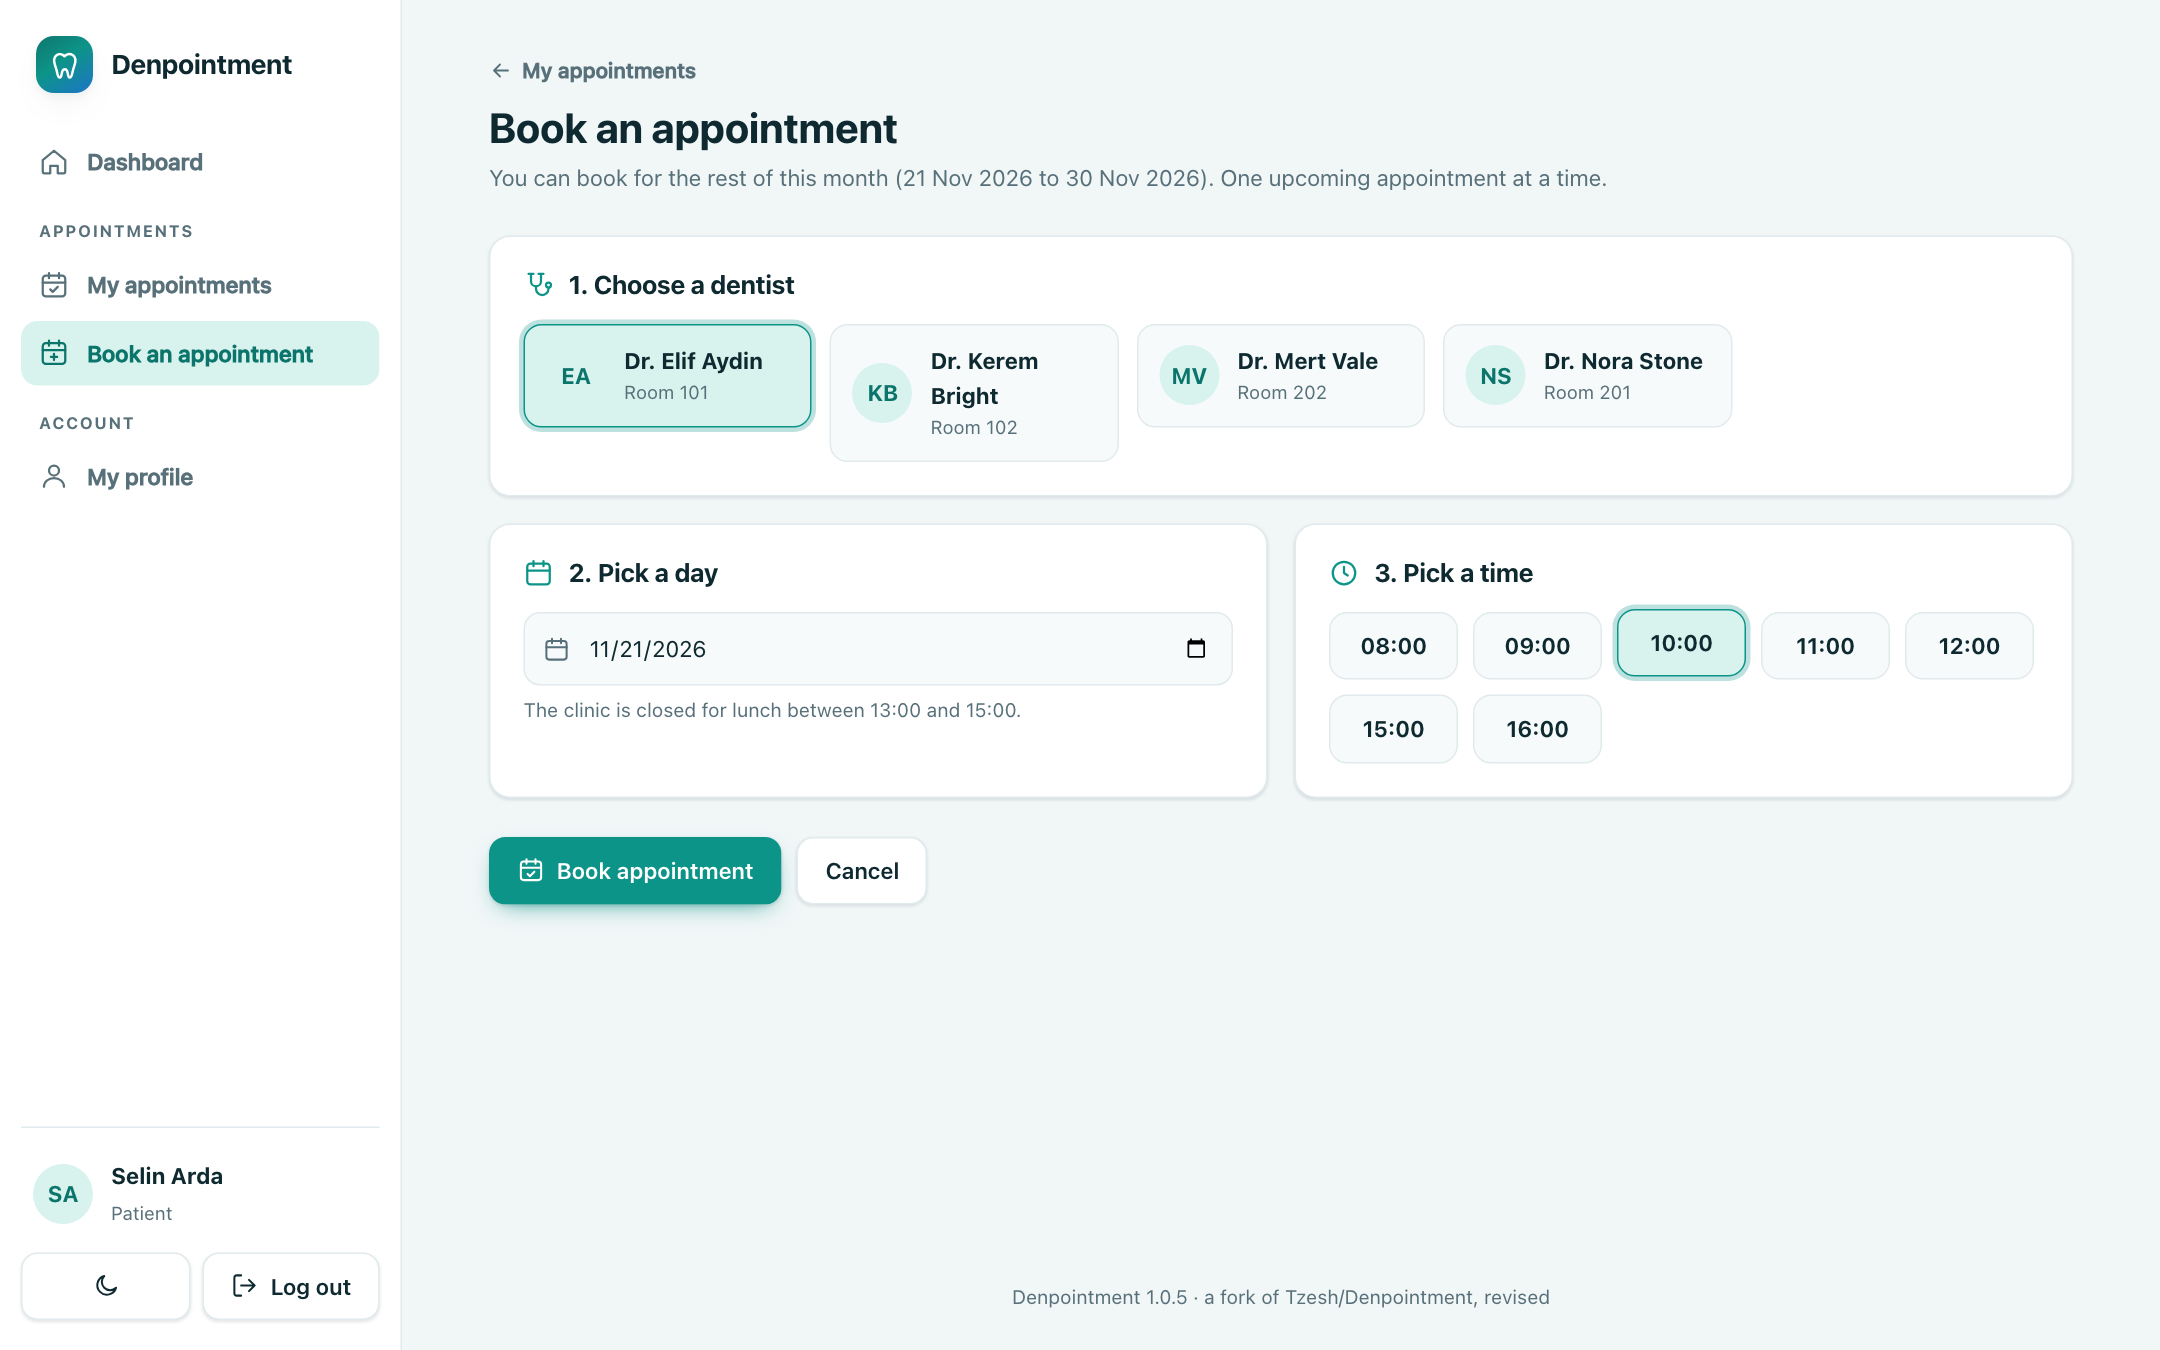 Denpointment
Dashboard
APPOINTMENTS
My appointments
Book an appointment
ACCOUNT
My profile
SA
Selin Arda
Patient
Log out
My appointments
Book an appointment
You can book for the rest of this month (21 Nov 2026 to 30 Nov 2026). One upcoming appointment at a time.
1. Choose a dentist
EA
Dr. Elif Aydin
Room 101
KB
Dr. Kerem
Bright
Room 102
MV
Dr. Mert Vale
Room 202
NS
Dr. Nora Stone
Room 201
2. Pick a day
11/21/2026
The clinic is closed for lunch between 13:00 and 15:00.
3. Pick a time
08:00 09:00 10:00 11:00 12:00
15:00 16:00
Book appointment
Cancel
Denpointment 1.0.5 · a fork of Tzesh/Denpointment, revised